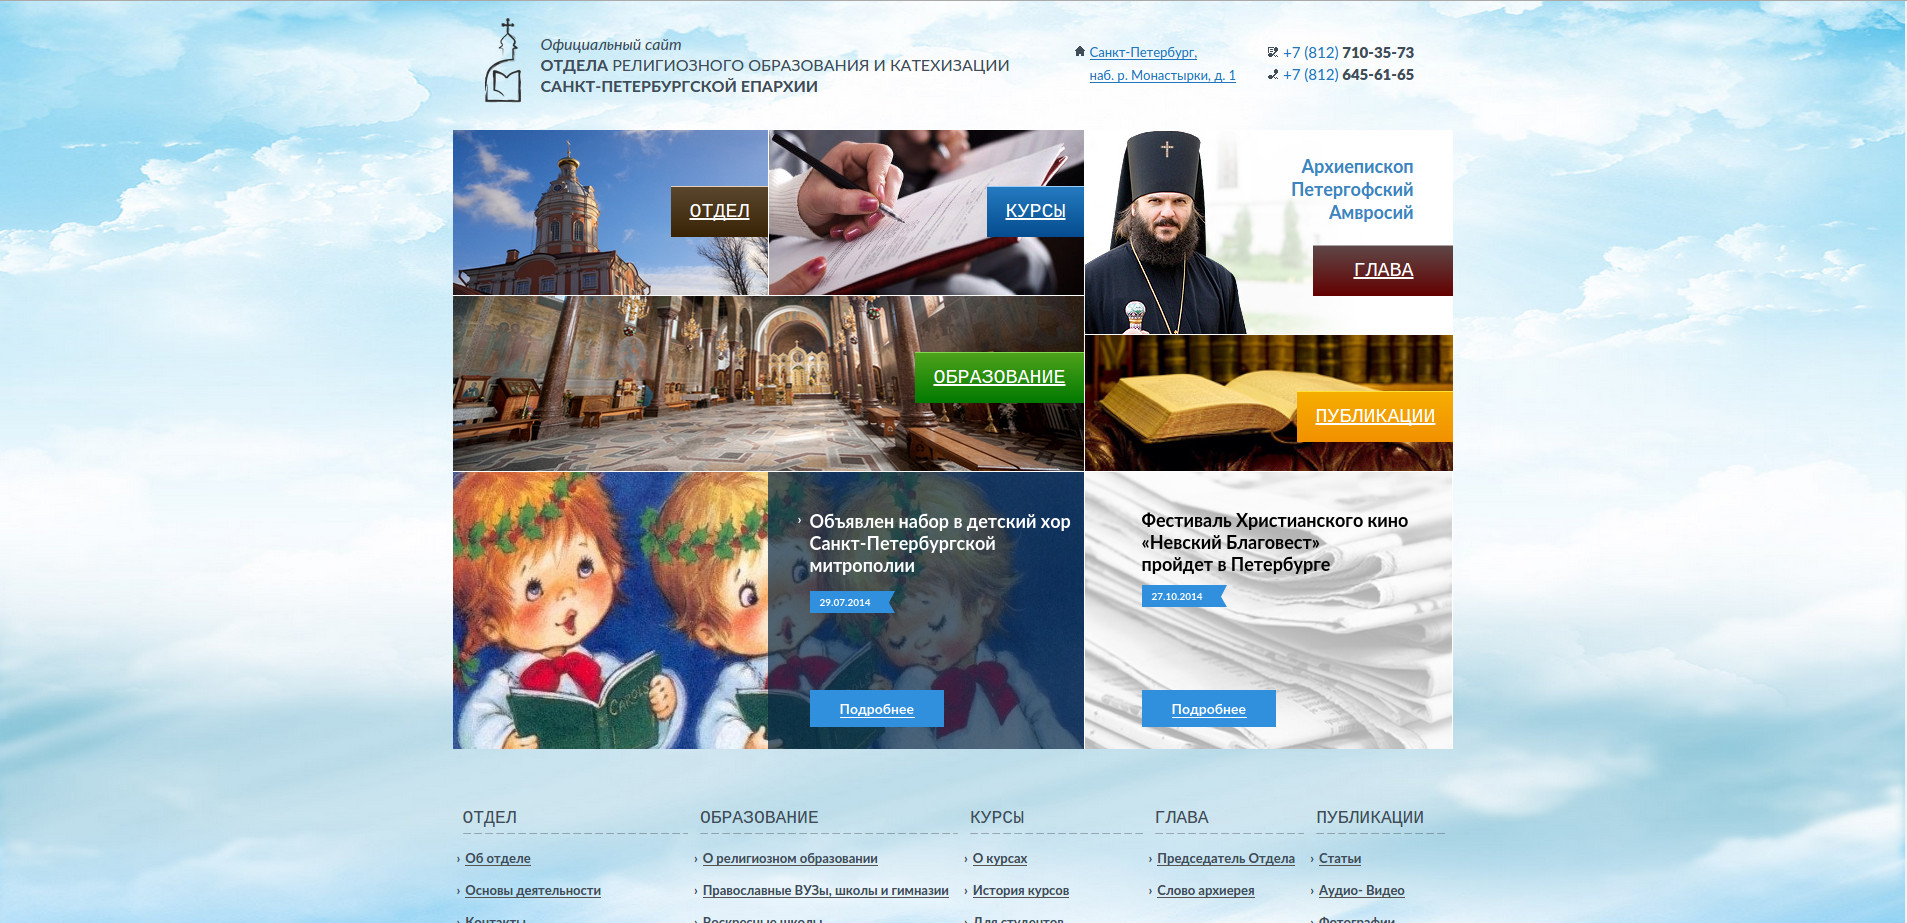 Официальный сайт
ОТДЕЛА РЕЛИГИОЗНОГО ОБРАЗОВАНИЯ И КАТЕХИЗАЦИИ
САНКТ-ПЕТЕРБУРГСКОЙ ЕПАРХИИ
Санкт-Петербург,
наб. р. Монастырки, д. 1
+7 (812) 710-35-73
+7 (812) 645-61-65
ОТДЕЛ
КУРСЫ
Архиепископ
Петергофский
Амвросий
ГЛАВА
ОБРАЗОВАНИЕ
ПУБЛИКАЦИИ
CAROLS
› Объявлен набор в детский хор
Санкт-Петербургской
митрополии
29.07.2014
Подробнее
Фестиваль Христианского кино
«Невский Благовест»
пройдет в Петербурге
27.10.2014
Подробнее
ОТДЕЛ
› Об отделе
› Основы деятельности
Контакты
ОБРАЗОВАНИЕ
› О религиозном образовании
› Православные ВУЗы, школы и гимназии
Воскресные школы
КУРСЫ
› О курсах
› История курсов
Для студентов
ГЛАВА
› Председатель Отдела
› Слово архиерея
ПУБЛИКАЦИИ
› Статьи
› Аудио- Видео
Фотографии